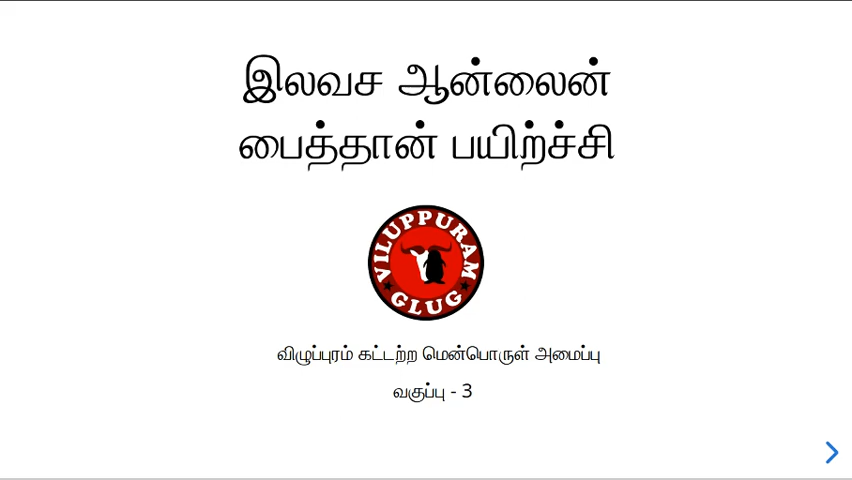 இலவச ஆன்லைன்
பைத்தான் பயிற்ச்சி
VILUPPURAM
GLUG
விழுப்புரம் கட்டற்ற மென்பொருள் அமைப்பு
வகுப்பு - 3